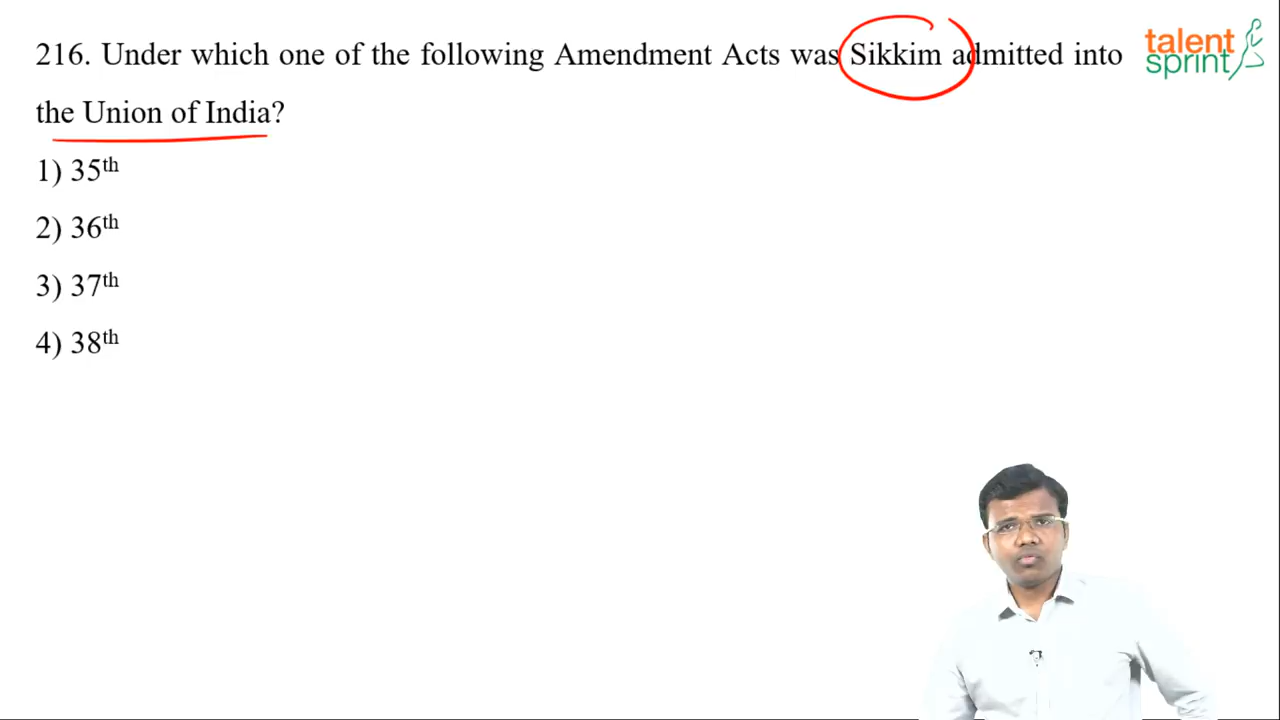 216. Under which one of the following Amendment Acts was Sikkim admitted into
the Union of India?
1) 35th
2) 36th
3) 37th
4) 38th
talent
sprint